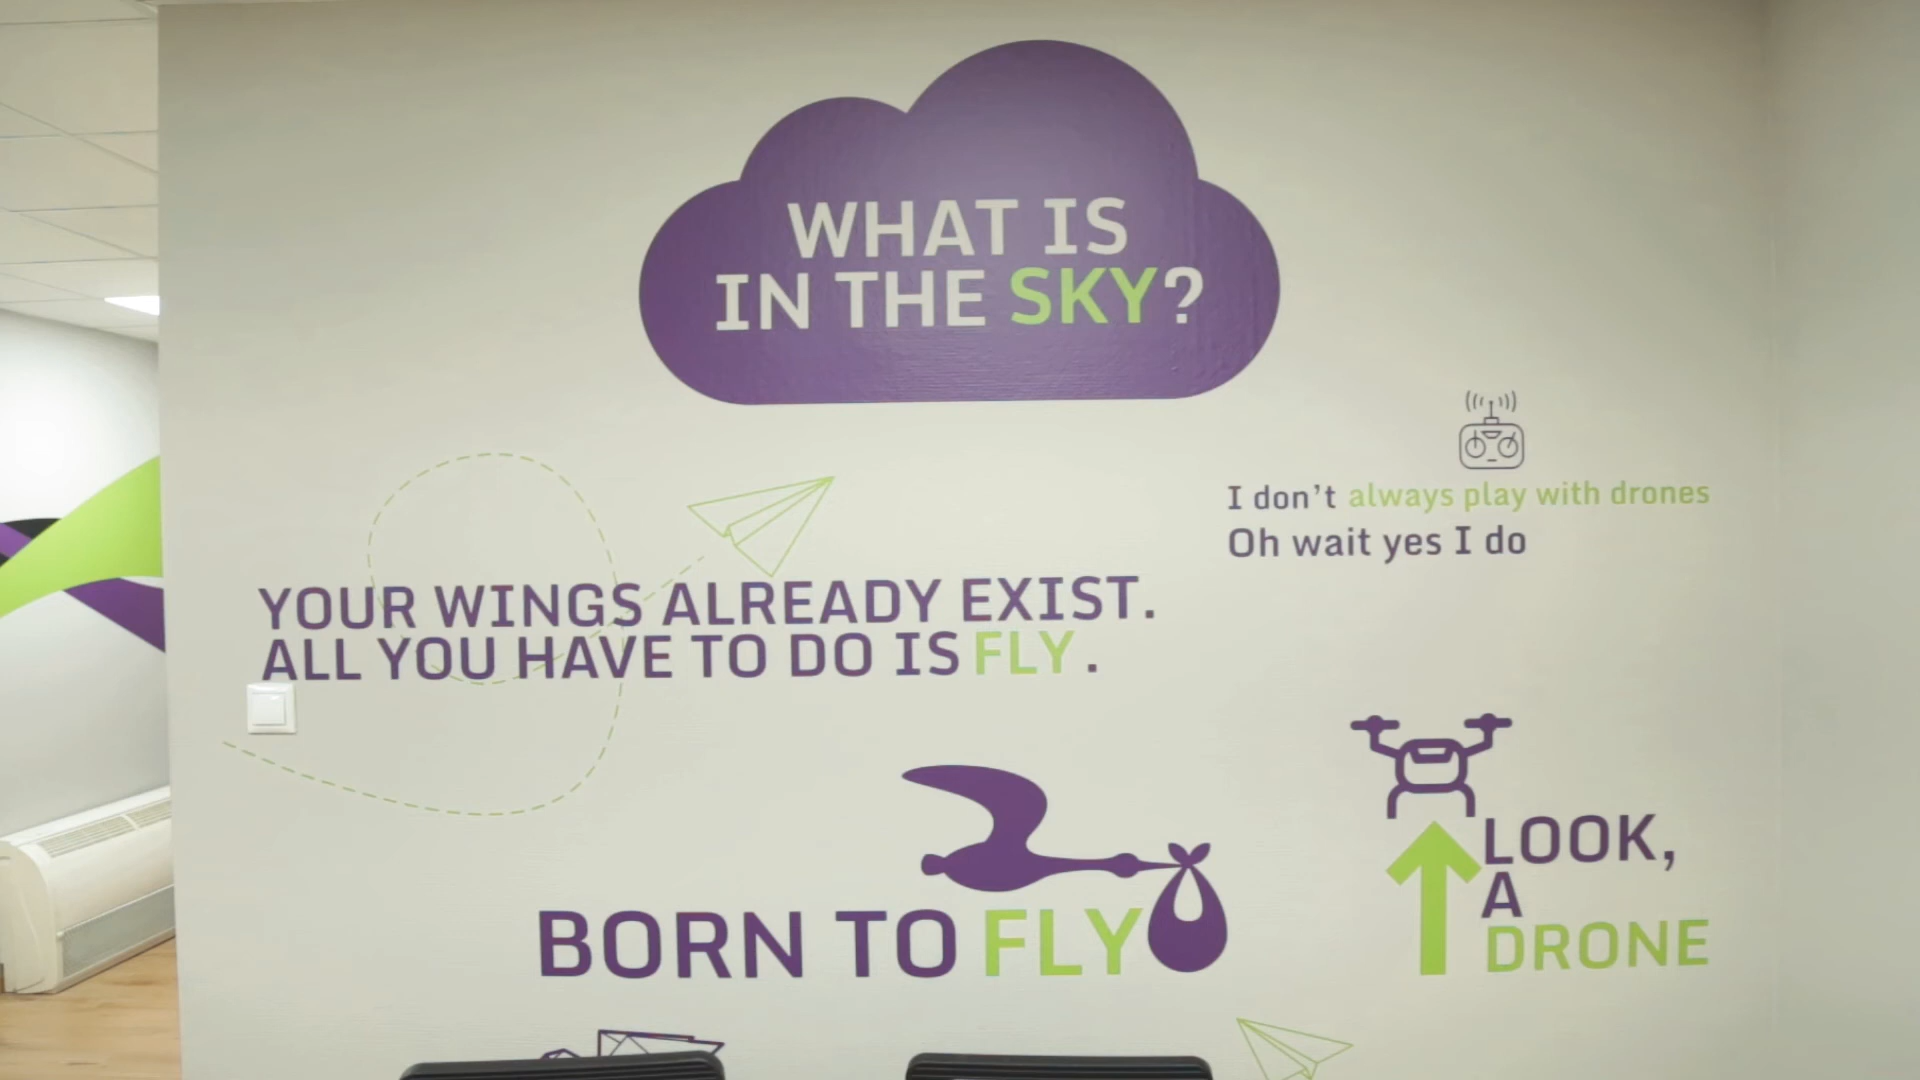 WHAT IS
IN THE SKY?
I don't always play with drones
Oh wait yes I do
YOUR WINGS ALREADY EXIST.
ALL YOU HAVE TO DO IS FLY.
BORN TO FLY
LOOK,
A
DRONE